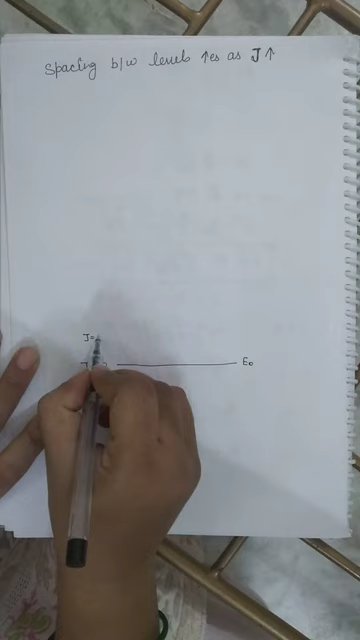 Spacing b/w levels ↑es as J ↑
J=
E₀